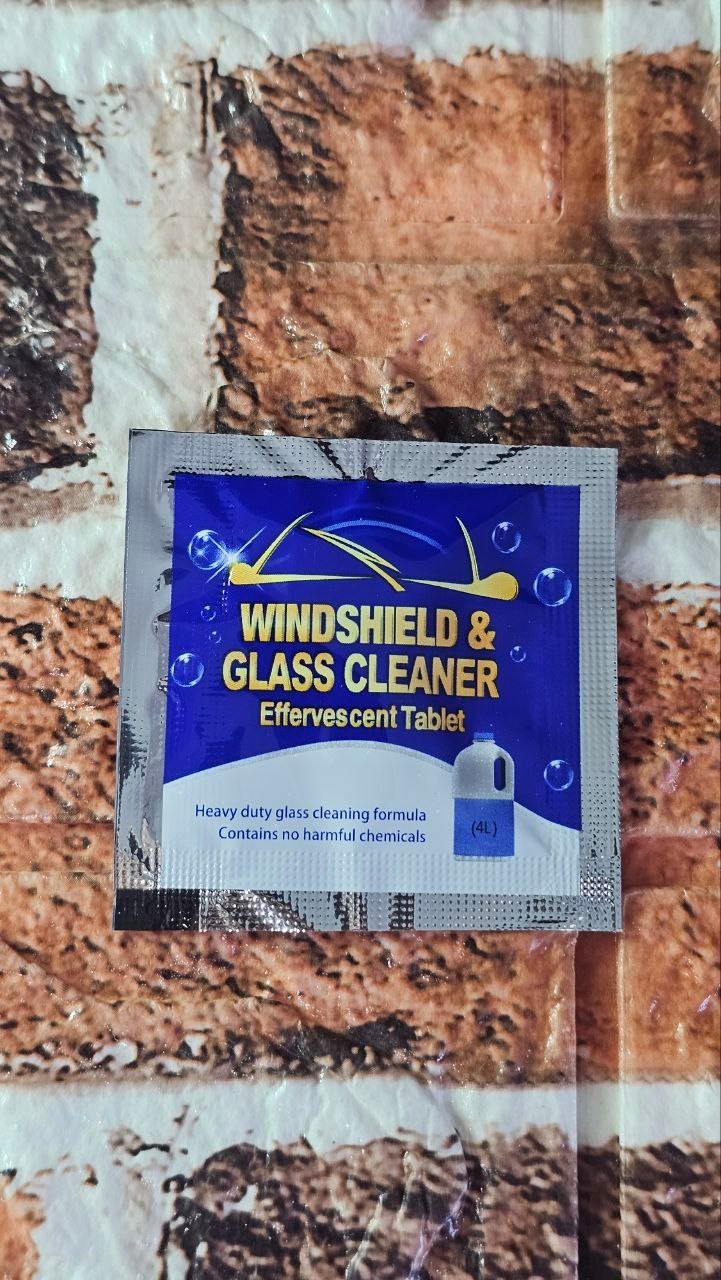 WINDSHIELD &
GLASS CLEANER
Effervescent Tablet
Heavy duty glass cleaning formula
Contains no harmful chemicals
(4L)